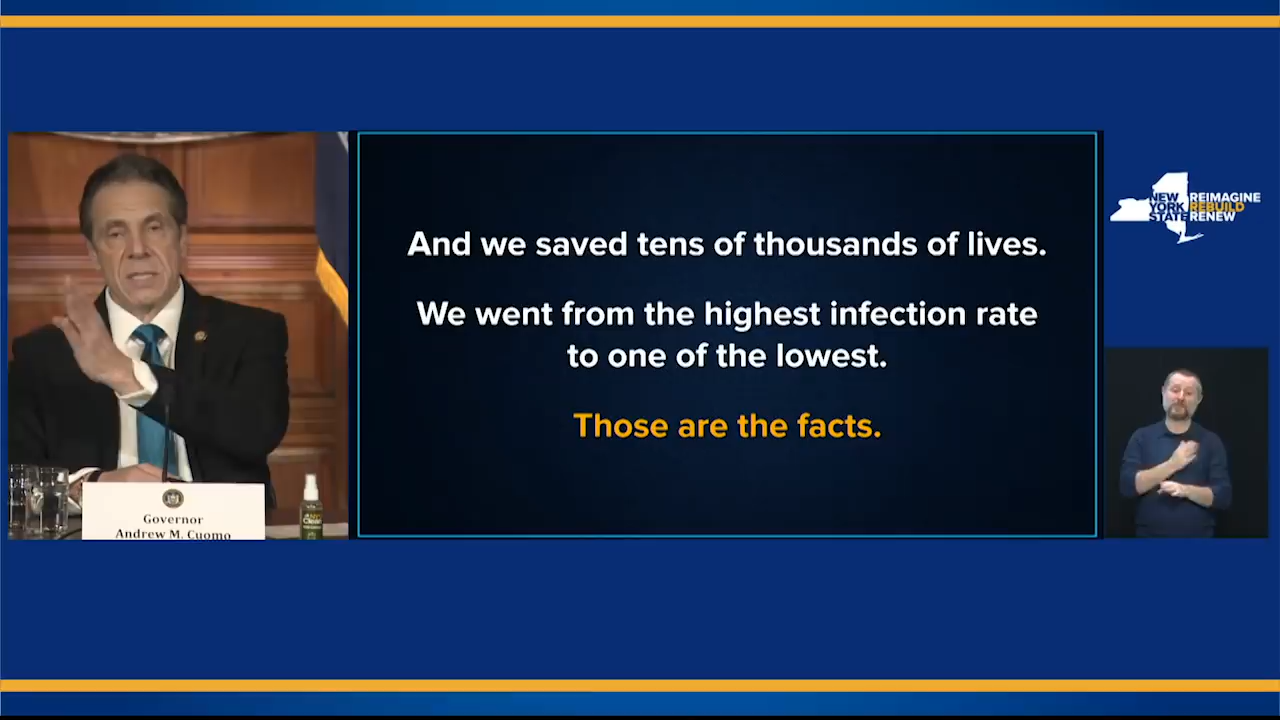 And we saved tens of thousands of lives.
We went from the highest infection rate
to one of the lowest.
Those are the facts.
NEW
YORK
STATE
REIMAGINE
REBUILD
RENEW
Governor
Andrew M. Cuomo
Clean